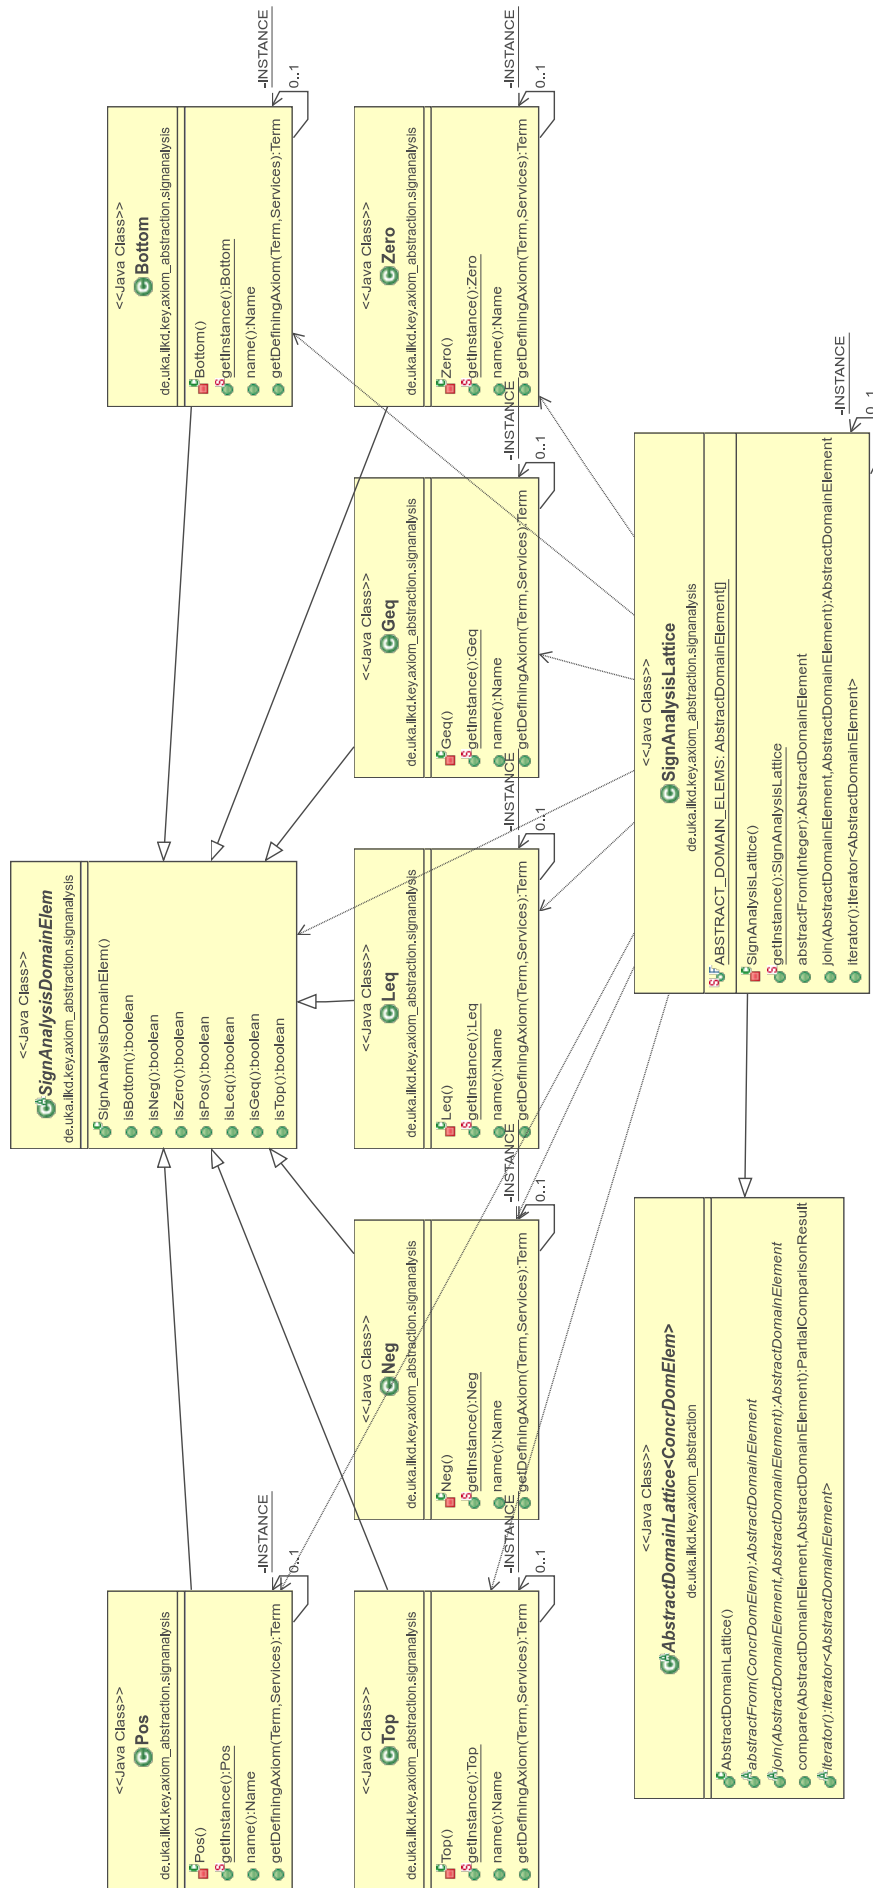 <<Java Class>>
Pos
de.uka.ilkd.key.axiom_abstraction.signanalysis
Pos()
getInstance():Pos
name():Name
getDefiningAxiom(Term,Services):Term
-INSTANCE
0..1
<<Java Class>>
SignAnalysisDomainElem
de.uka.ilkd.key.axiom_abstraction.signanalysis
SignAnalysisDomainElem()
isBottom():boolean
isNeg():boolean
isZero():boolean
isPos():boolean
isLeq():boolean
isGeq():boolean
isTop():boolean
<<Java Class>>
Bottom
de.uka.ilkd.key.axiom_abstraction.signanalysis
Bottom()
getInstance():Bottom
name():Name
getDefiningAxiom(Term,Services):Term
-INSTANCE
0..1
<<Java Class>>
Top
de.uka.ilkd.key.axiom_abstraction.signanalysis
Top()
getInstance():Top
name():Name
getDefiningAxiom(Term,Services):Term
-INSTANCE
0..1
<<Java Class>>
Neg
de.uka.ilkd.key.axiom_abstraction.signanalysis
Neg()
getInstance():Neg
name():Name
getDefiningAxiom(Term,Services):Term
-INSTANCE
0..1
<<Java Class>>
Leq
de.uka.ilkd.key.axiom_abstraction.signanalysis
Leq()
getInstance():Leq
name():Name
getDefiningAxiom(Term,Services):Term
-INSTANCE
0..1
<<Java Class>>
Geq
de.uka.ilkd.key.axiom_abstraction.signanalysis
Geq()
getInstance():Geq
name():Name
getDefiningAxiom(Term,Services):Term
-INSTANCE
0..1
<<Java Class>>
Zero
de.uka.ilkd.key.axiom_abstraction.signanalysis
Zero()
getInstance():Zero
name():Name
getDefiningAxiom(Term,Services):Term
-INSTANCE
0..1
<<Java Class>>
AbstractDomainLattice<ConcrDomElem>
de.uka.ilkd.key.axiom_abstraction
AbstractDomainLattice()
abstractFrom(ConcrDomElem):AbstractDomainElement
join(AbstractDomainElement,AbstractDomainElement):AbstractDomainElement
compare(AbstractDomainElement,AbstractDomainElement):PartialComparisonResult
iterator():Iterator<AbstractDomainElement>
<<Java Class>>
SignAnalysisLattice
de.uka.ilkd.key.axiom_abstraction.signanalysis
ABSTRACT_DOMAIN_ELEMS: AbstractDomainElement[]
SignAnalysisLattice()
getInstance():SignAnalysisLattice
abstractFrom(Integer):AbstractDomainElement
join(AbstractDomainElement,AbstractDomainElement):AbstractDomainElement
iterator():Iterator<AbstractDomainElement>
-INSTANCE
0..1